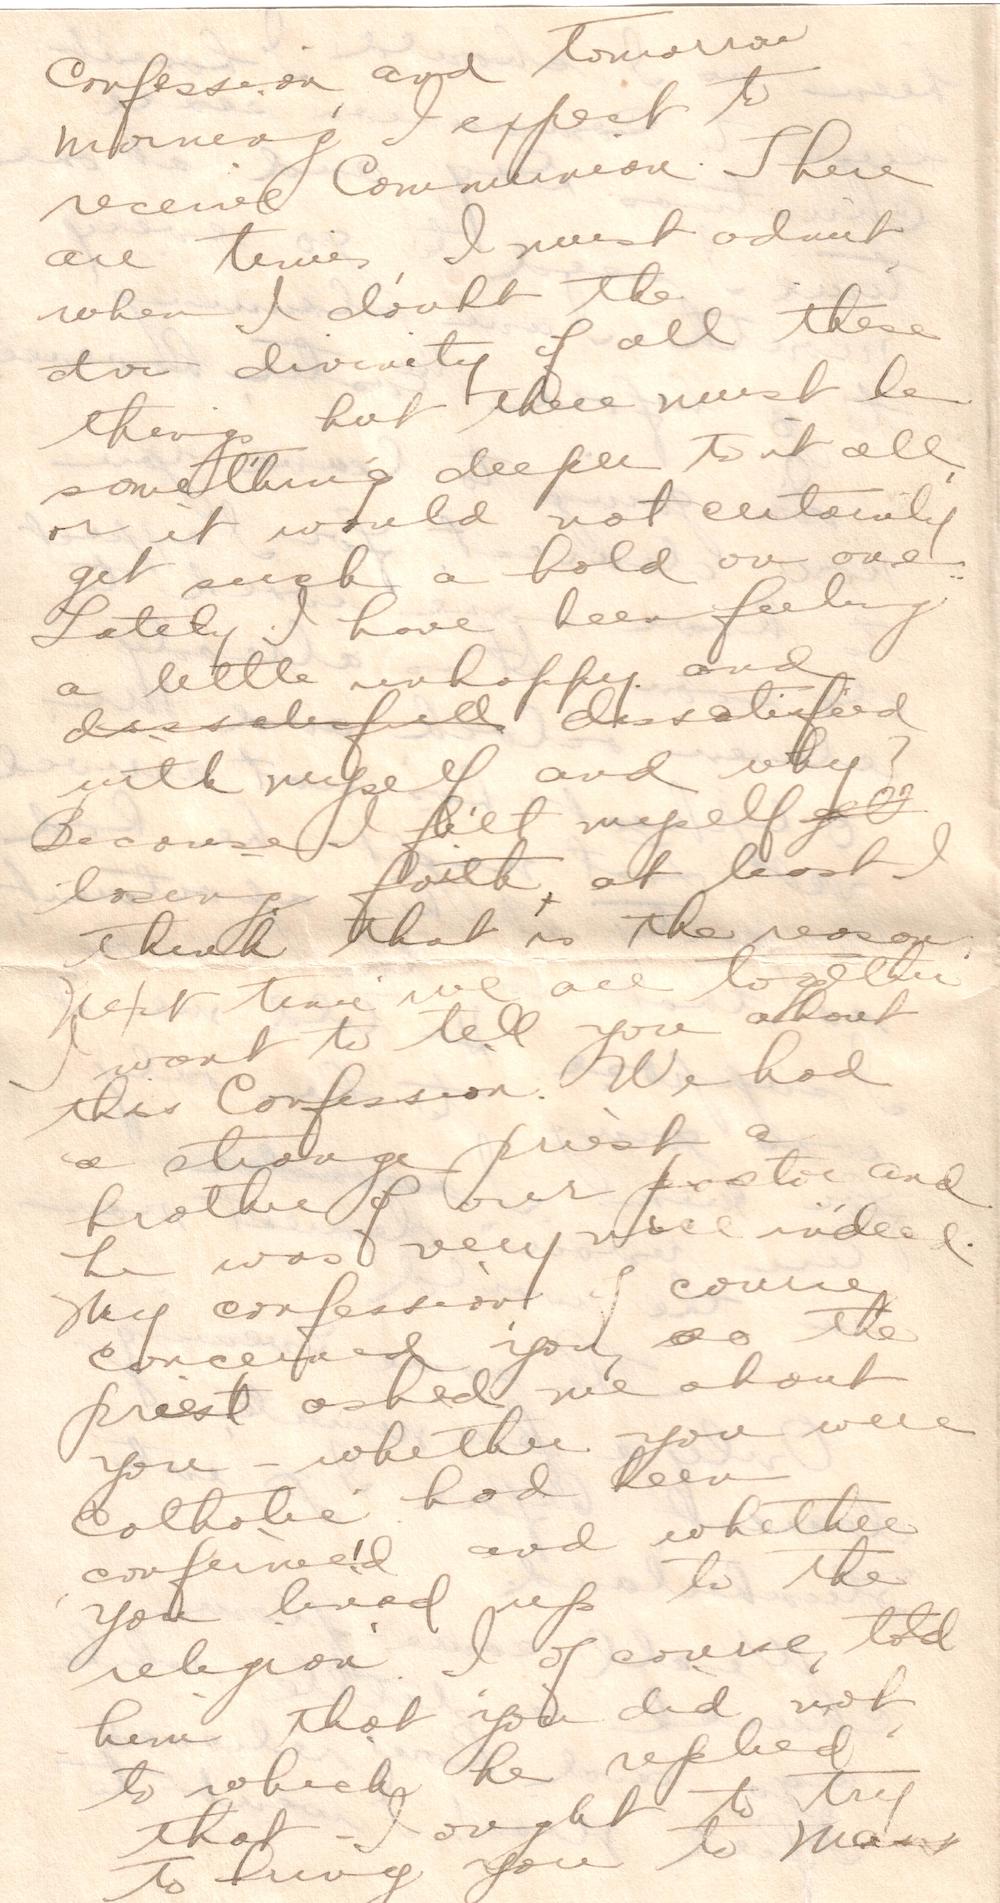 Confession, and tomorrow
morning I expect to
receive Communion. There
are times, I must admit,
when I doubt the
divinity of all these
things but there must be
something deeper to it all,
or it would not certainly
get such a hold on one.
Lately I have been feeling
a little unhappy and
dissatisfied
with myself and why?
Because I felt myself
losing faith, at least I
think that is the reason.
Next time we are together
I want to tell you about
this Confession. We had
a strange priest a
brother of our pastor and
he was very nice indeed.
My confession of course,
concerned you, so the
priest asked me about
you - whether you were
Catholic had been
confirmed and whether
you lived up to the
religion. I of course, told
him that you did not,
to which he replied
that - I ought to try
to bring you to Mass